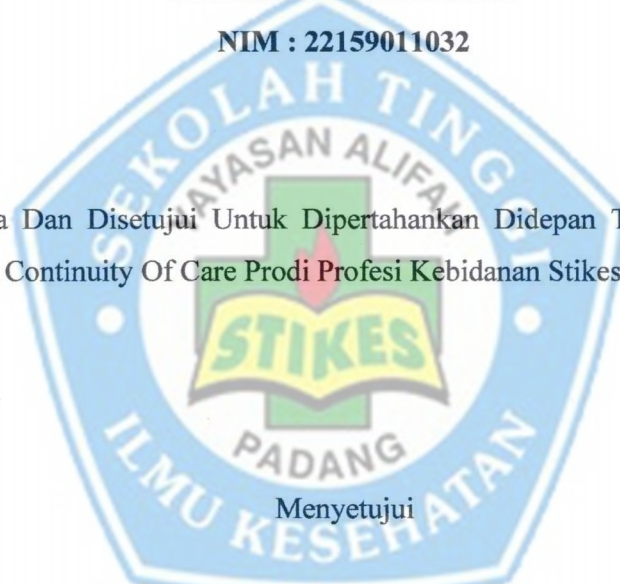 NIM : 22159011032
SEKOLAH TINGGI
YAYASAN ALIFAH
a Dan Disetujui Untuk Dipertahankan Didepan T
Continuity Of Care Prodi Profesi Kebidanan Stikes
STIKES
PADANG
Menyetujui
ILMU KESEHATAN